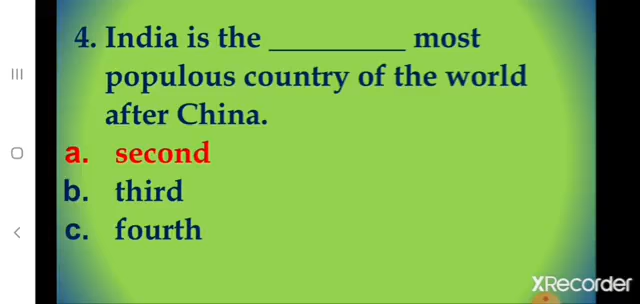 4. India is the __________ most
populous country of the world
after China.
a. second
b. third
c. fourth
XRecorder